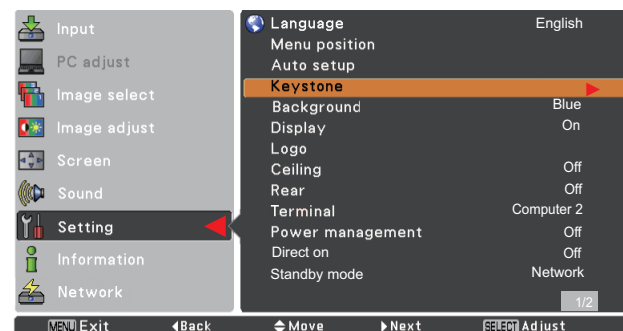 Input
PC adjust
Image select
Image adjust
Screen
Sound
Setting
Information
Network
Language English
Menu position
Auto setup
Keystone
Background Blue
Display On
Logo
Ceiling Off
Rear Off
Terminal Computer 2
Power management Off
Direct on Off
Standby mode Network
1/2
MENU Exit Back Move Next SELECT Adjust